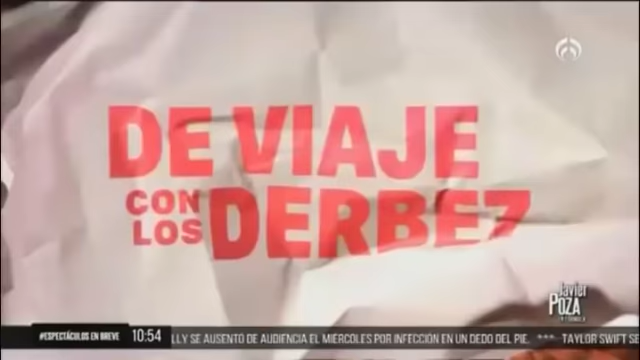 DE VIAJE
CON LOS DERBEZ
Javier
POZA
#ESPECTÁCULOS EN BREVE
10:54
LLY SE AUSENTÓ DE AUDIENCIA EL MIÉRCOLES POR INFECCIÓN EN UN DEDO DEL PIE. *** TAYLOR SWIFT SE